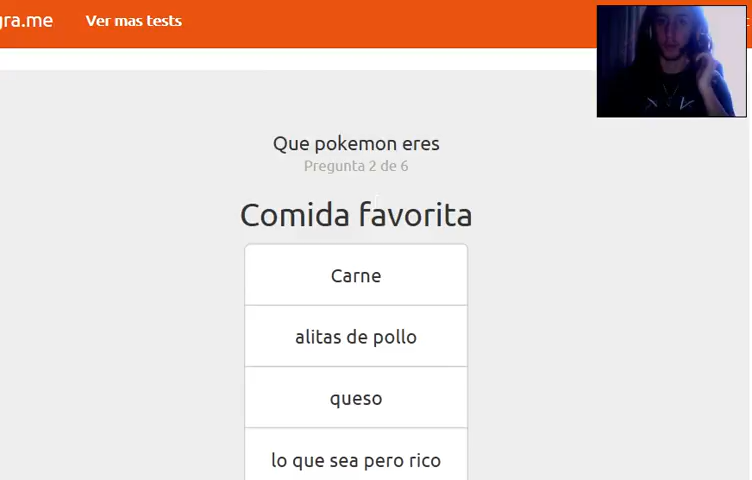 gra.me Ver mas tests
Que pokemon eres
Pregunta 2 de 6
Comida favorita
Carne
alitas de pollo
queso
lo que sea pero rico